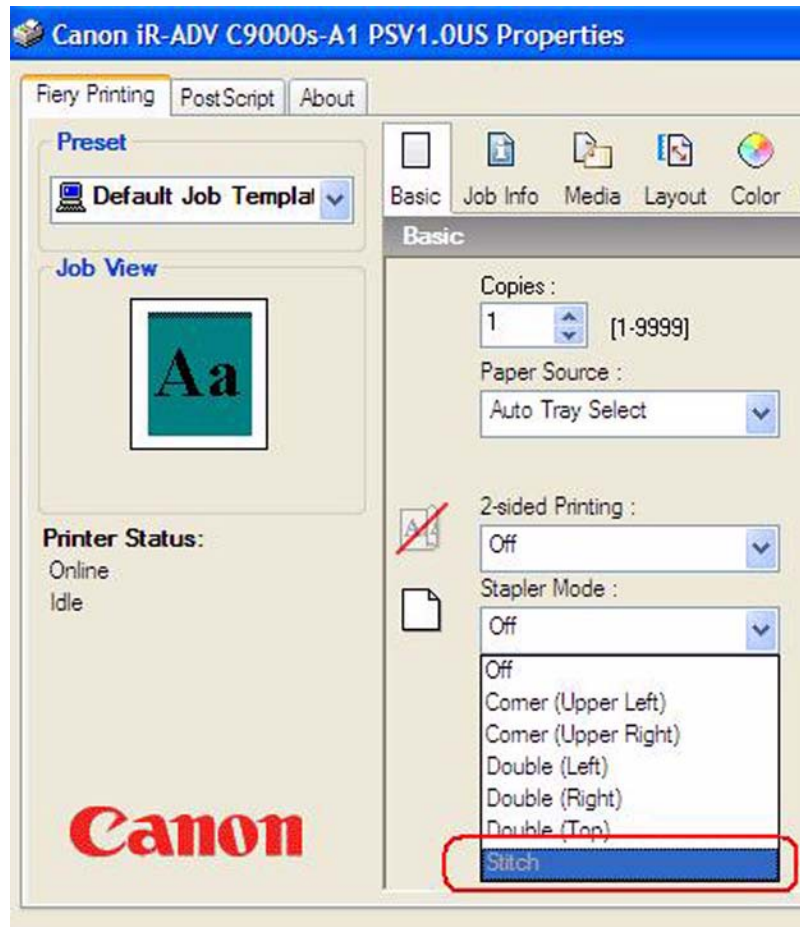 Canon iR-ADV C9000s-A1 PSV1.0US Properties
Fiery Printing PostScript About
Preset
Default Job Templat
Basic Job Info Media Layout Color
Basic
Job View
Aa
Copies :
1 [1-9999]
Paper Source :
Auto Tray Select
2-sided Printing :
Off
Printer Status:
Online
Idle
Stapler Mode :
Off
Off
Corner (Upper Left)
Corner (Upper Right)
Double (Left)
Double (Right)
Double (Top)
Stitch
Canon